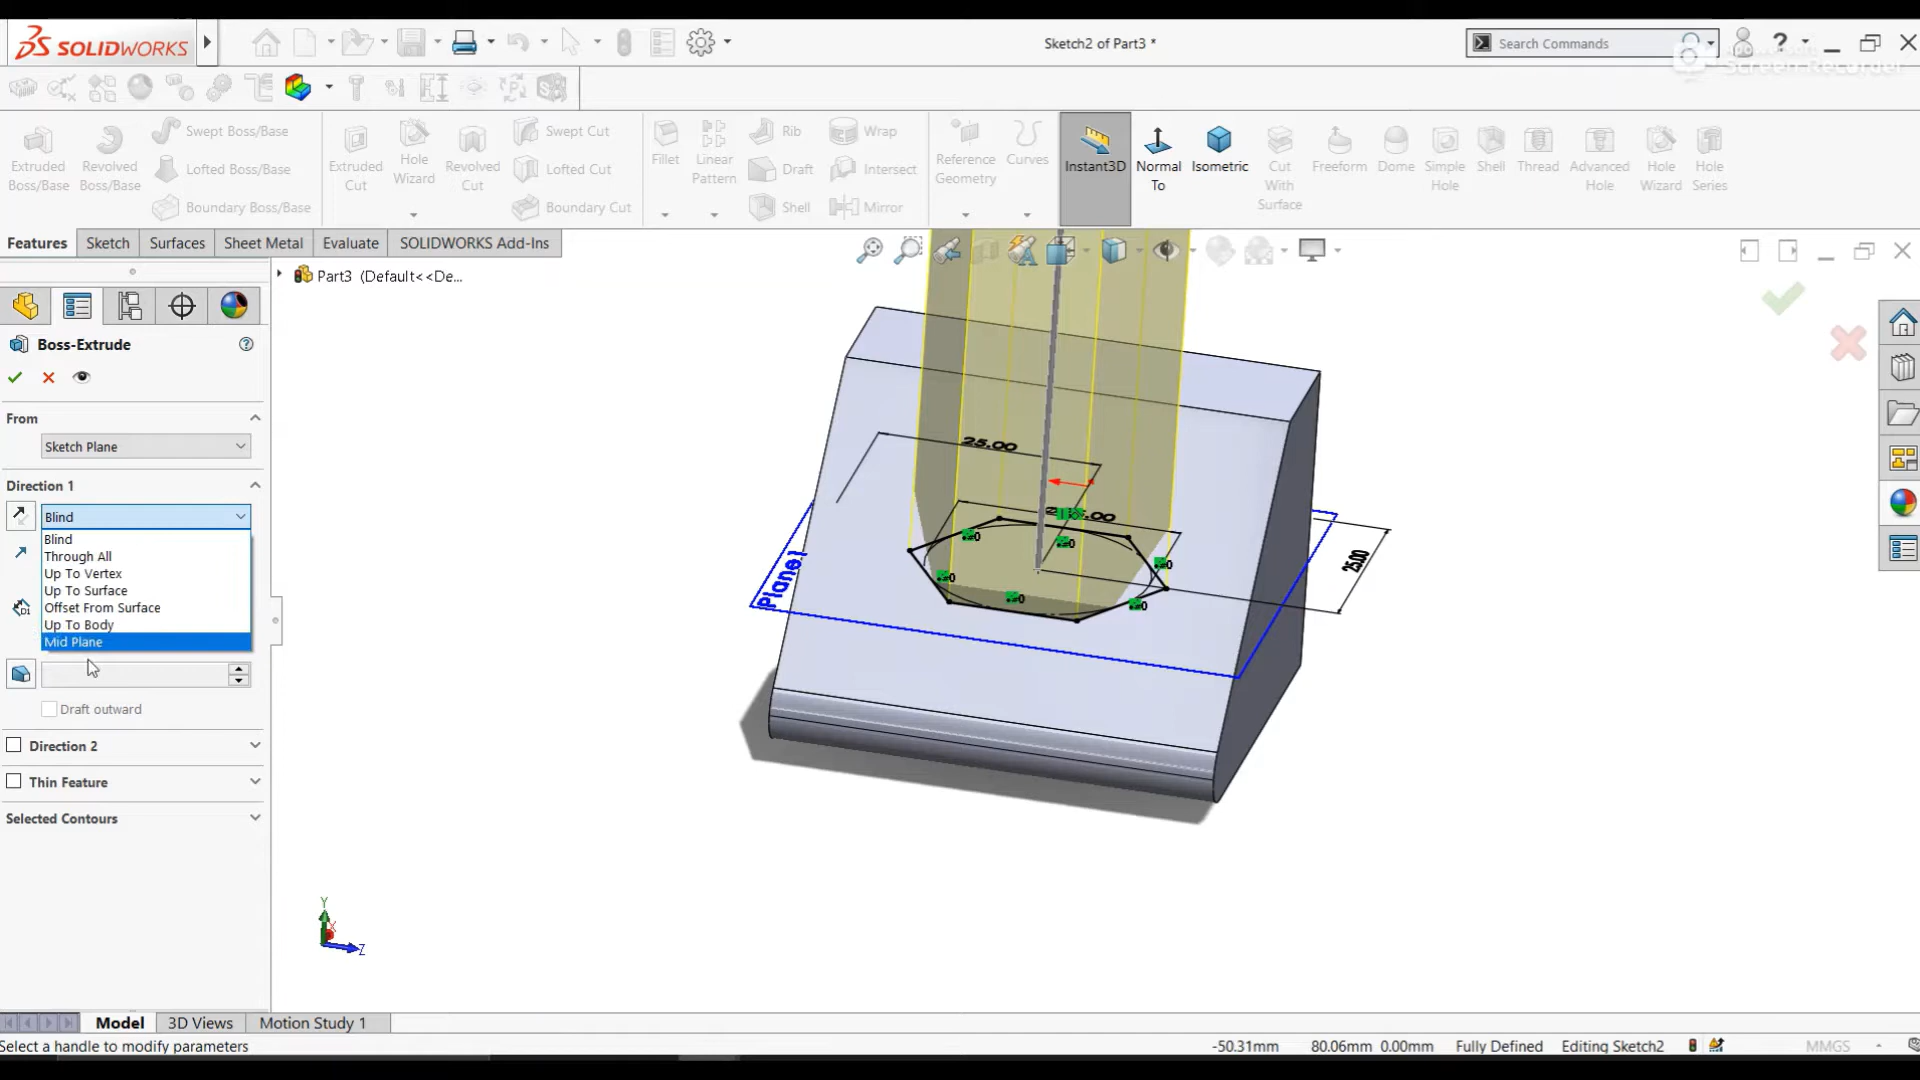 SOLIDWORKS
Sketch2 of Part3 *
Search Commands
Screen Recorder
Extruded Boss/Base
Revolved Boss/Base
Swept Boss/Base
Lofted Boss/Base
Boundary Boss/Base
Extruded Cut
Hole Wizard
Revolved Cut
Swept Cut
Lofted Cut
Boundary Cut
Fillet
Linear Pattern
Rib
Draft
Shell
Wrap
Intersect
Mirror
Reference Geometry
Curves
Instant3D
Normal To
Isometric
Cut With Surface
Freeform
Dome
Simple Hole
Shell
Thread
Advanced Hole
Hole Wizard
Hole Series
Features
Sketch
Surfaces
Sheet Metal
Evaluate
SOLIDWORKS Add-Ins
Part3 (Default<<De...
Boss-Extrude
From
Sketch Plane
Direction 1
Blind
Blind
Through All
Up To Vertex
Up To Surface
Offset From Surface
Up To Body
Mid Plane
Draft outward
Direction 2
Thin Feature
Selected Contours
25.00
25.00
Plane1
Y
Z
Model
3D Views
Motion Study 1
Select a handle to modify parameters
-50.31mm
80.06mm
0.00mm
Fully Defined
Editing Sketch2
MMGS